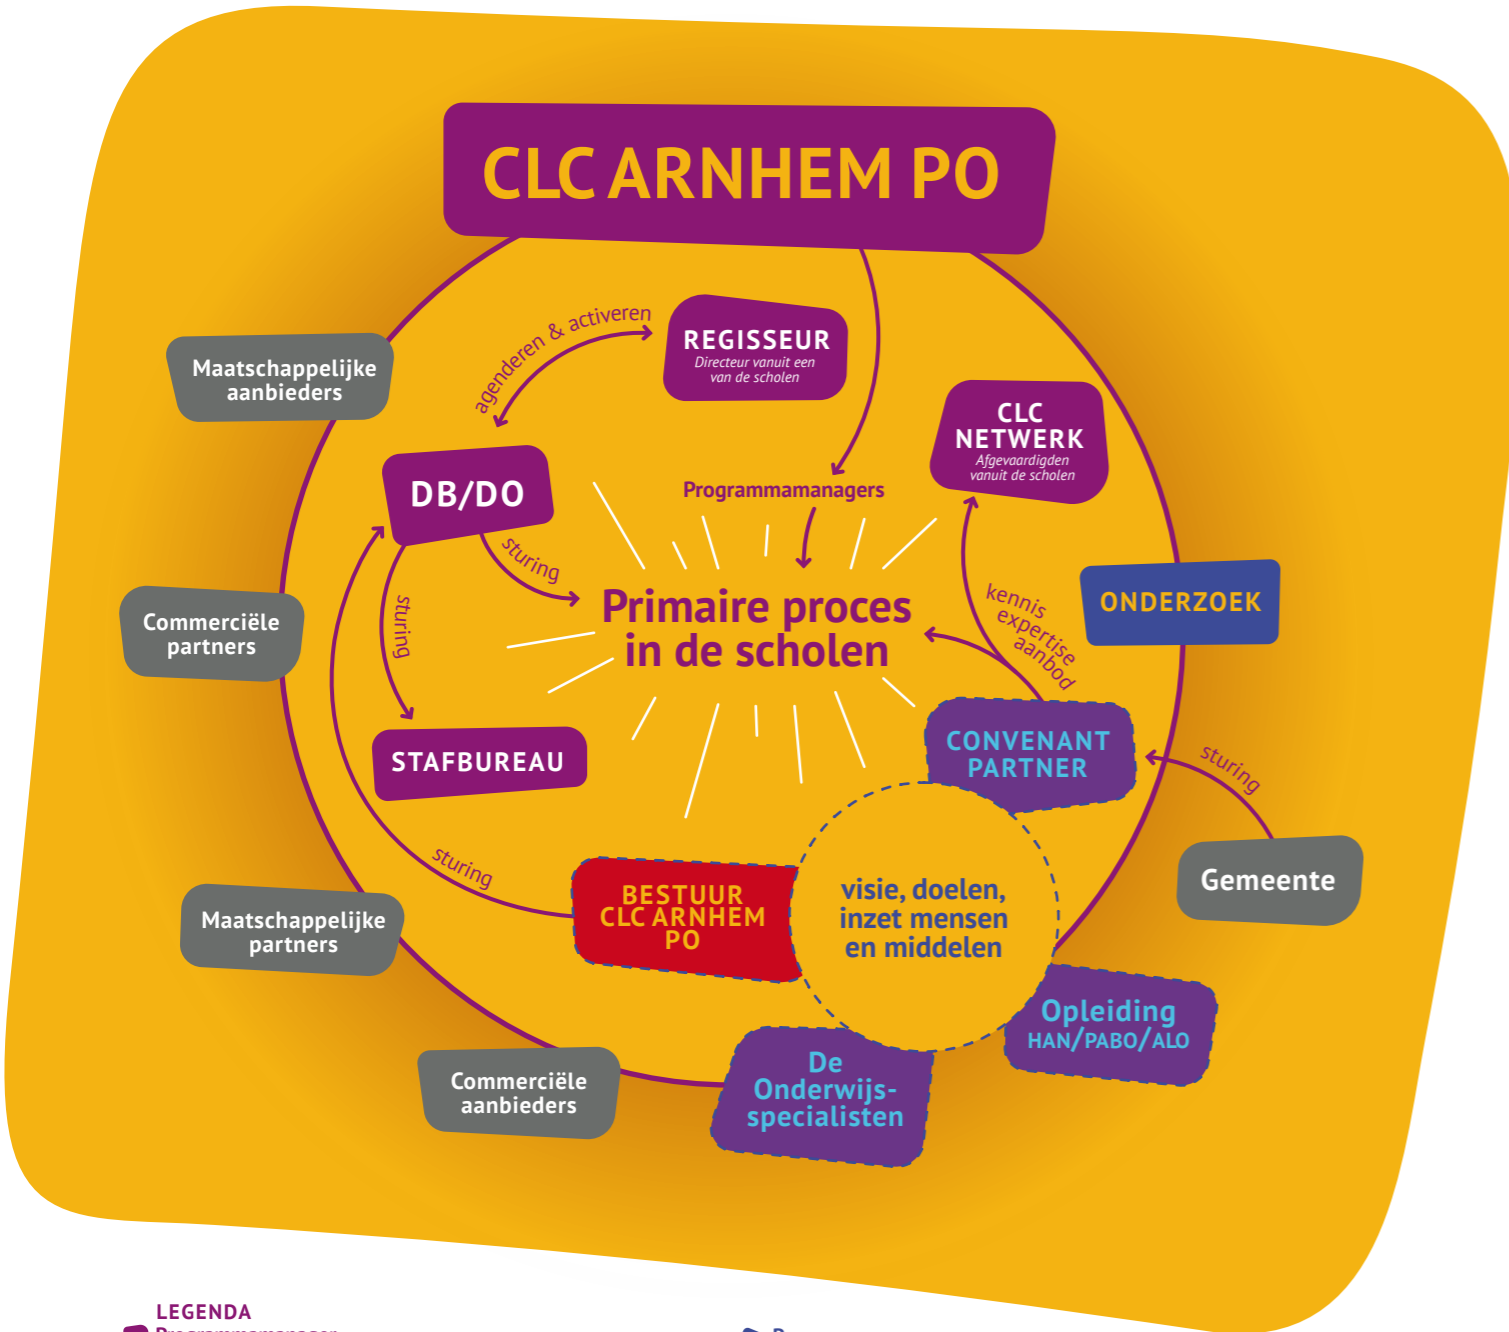 CLC ARNHEM PO
agenderen & activeren
REGISSEUR
Directeur vanuit een
van de scholen
Maatschappelijke
aanbieders
CLC
NETWERK
Afgevaardigden
vanuit de scholen
DB/DO
Programmamanagers
sturing
sturing
Primaire proces
in de scholen
kennis
expertise
aanbod
ONDERZOEK
Commerciële
partners
STAFBUREAU
CONVENANT
PARTNER
sturing
Gemeente
sturing
BESTUUR
CLC ARNHEM
PO
visie, doelen,
inzet mensen
en middelen
Maatschappelijke
partners
Opleiding
HAN/PABO/ALO
De
Onderwijs-
specialisten
Commerciële
aanbieders
LEGENDA
Programmamanager